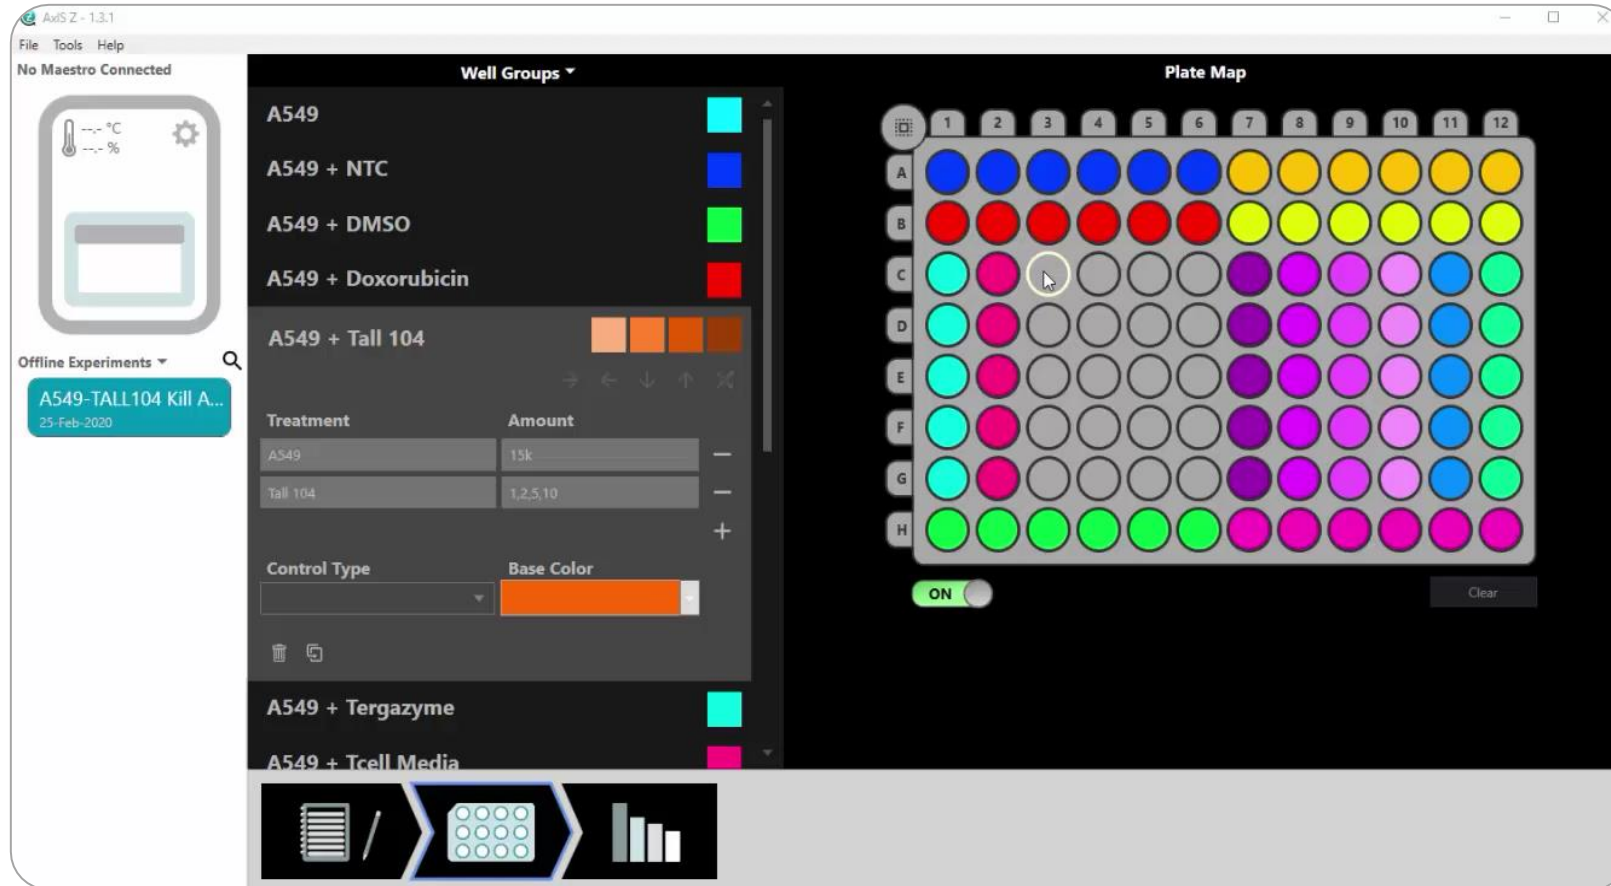 AxIS Z - 1.3.1
File Tools Help
No Maestro Connected
--.- °C
--.- %
Offline Experiments
A549-TALL104 Kill A...
25-Feb-2020
Well Groups
A549
A549 + NTC
A549 + DMSO
A549 + Doxorubicin
A549 + Tall 104
Treatment Amount
A549 15k
Tall 104 1,2,5,10
Control Type Base Color
A549 + Tergazyme
A549 + Tcell Media
Plate Map
1 2 3 4 5 6 7 8 9 10 11 12
A
B
C
D
E
F
G
H
ON
Clear